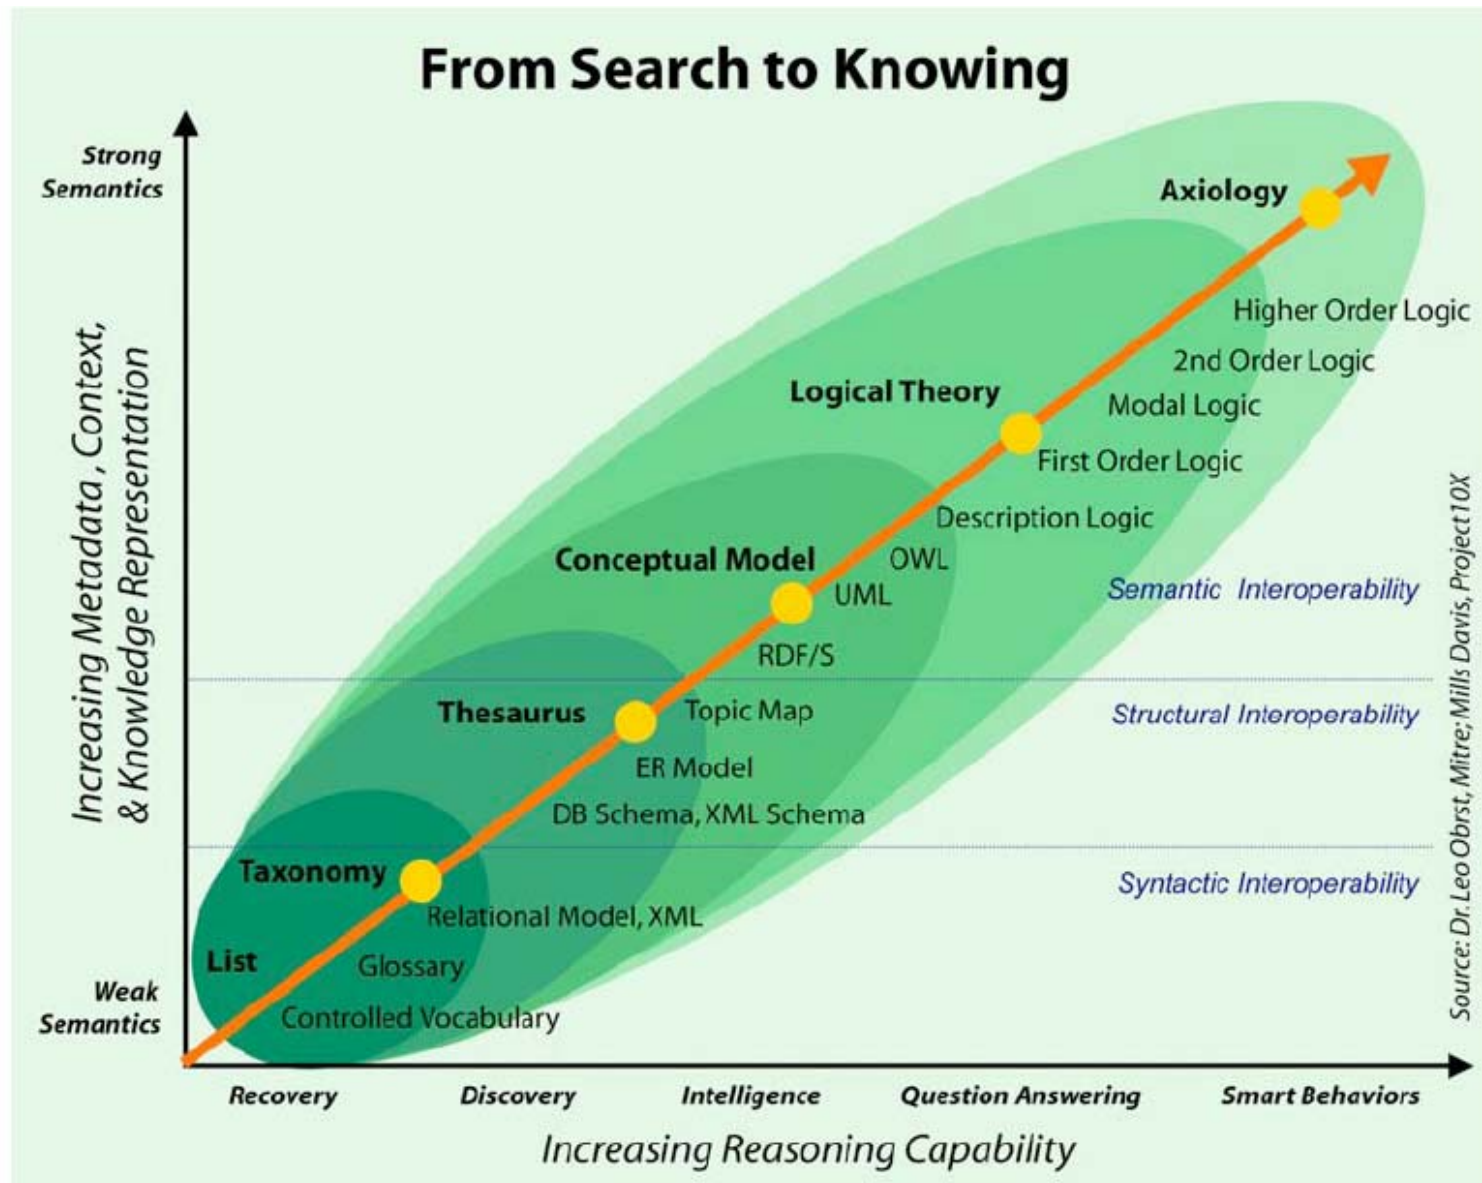 From Search to Knowing
Strong
Semantics
Axiology
Higher Order Logic
2nd Order Logic
Logical Theory
Modal Logic
First Order Logic
Description Logic
Conceptual Model
OWL
UML
Semantic Interoperability
RDF/S
Thesaurus
Topic Map
Structural Interoperability
ER Model
DB Schema, XML Schema
Taxonomy
Syntactic Interoperability
Relational Model, XML
List
Glossary
Weak
Semantics
Controlled Vocabulary
Increasing Metadata, Context,
& Knowledge Representation
Recovery
Discovery
Intelligence
Question Answering
Smart Behaviors
Increasing Reasoning Capability
Source: Dr. Leo Obrst, Mitre; Mills Davis, Project10X